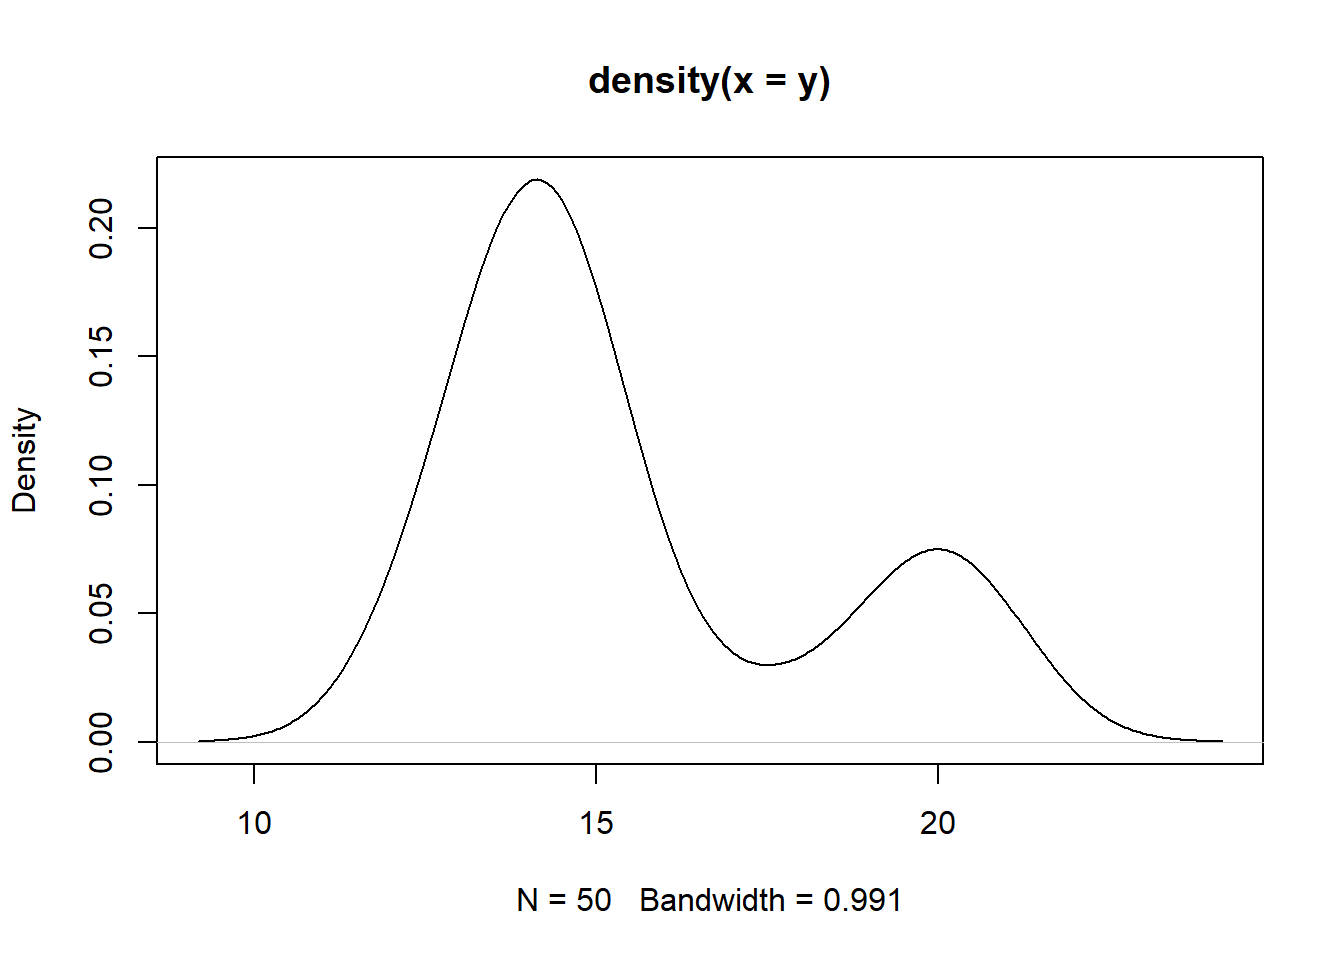 density(x = y)
Density
0.20
0.15
0.10
0.05
0.00
10 15 20
N = 50 Bandwidth = 0.991